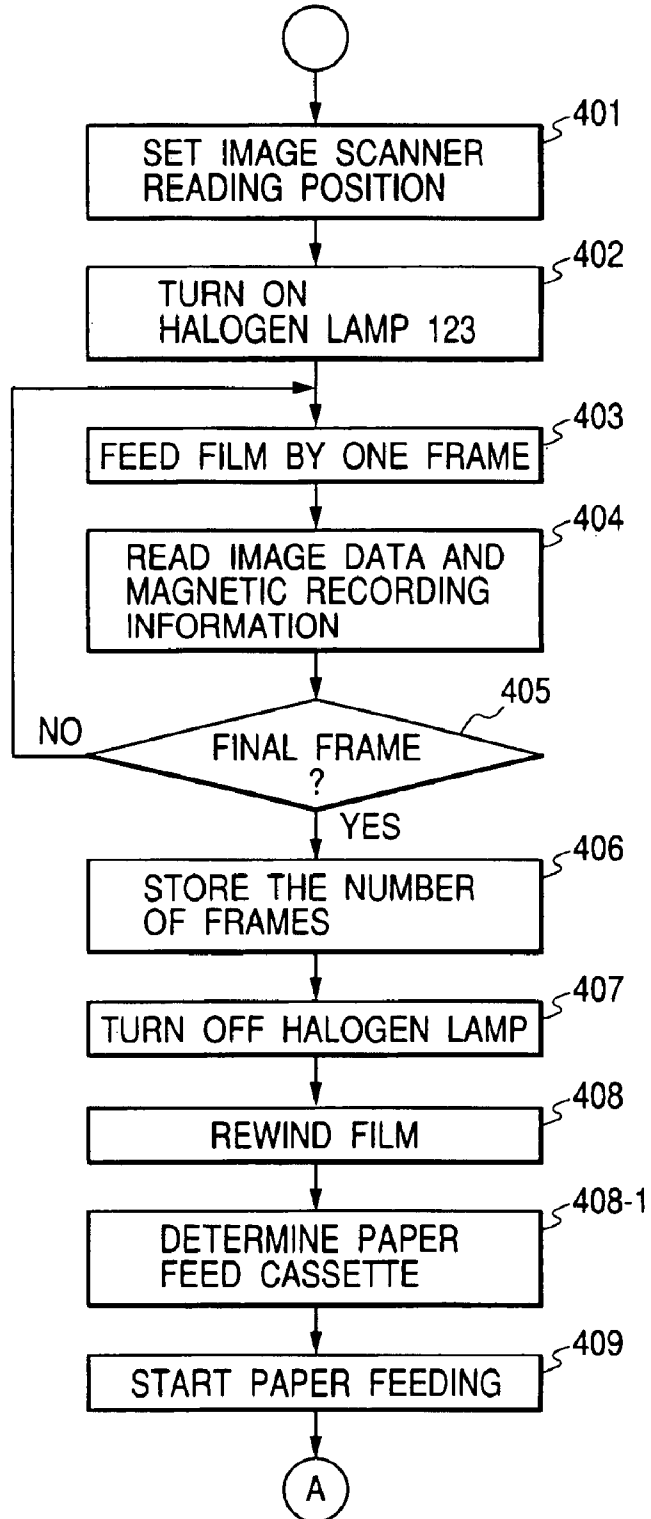 401
SET IMAGE SCANNER
READING POSITION
402
TURN ON
HALOGEN LAMP 123
403
FEED FILM BY ONE FRAME
404
READ IMAGE DATA AND
MAGNETIC RECORDING
INFORMATION
405
NO
FINAL FRAME
?
YES
406
STORE THE NUMBER
OF FRAMES
407
TURN OFF HALOGEN LAMP
408
REWIND FILM
408-1
DETERMINE PAPER
FEED CASSETTE
409
START PAPER FEEDING
A